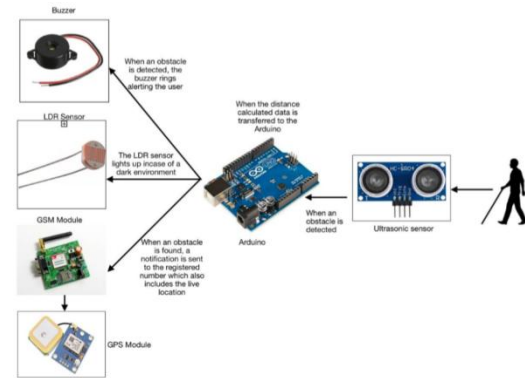 Buzzer
When an obstacle
is detected, the
buzzer rings
alerting the user
LDR Sensor
The LDR sensor
lights up incase of a
dark environment
GSM Module
When an obstacle
is found, a
notification is sent
to the registered
number which also
includes the live
location
GPS Module
When the distance
calculated data is
transferred to the
Arduino
Arduino
When an
obstacle is
detected
HC-SR04
Ultrasonic sensor